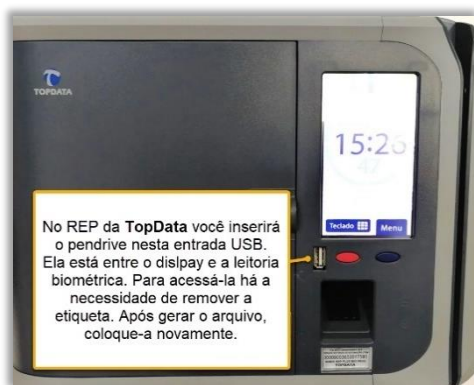 TOPDATA
15:26
47
Teclado
Menu
No REP da TopData você inserirá
o pendrive nesta entrada USB.
Ela está entre o dislpay e a leitoria
biométrica. Para acessá-la há a
necessidade de remover a
etiqueta. Após gerar o arquivo,
coloque-a novamente.